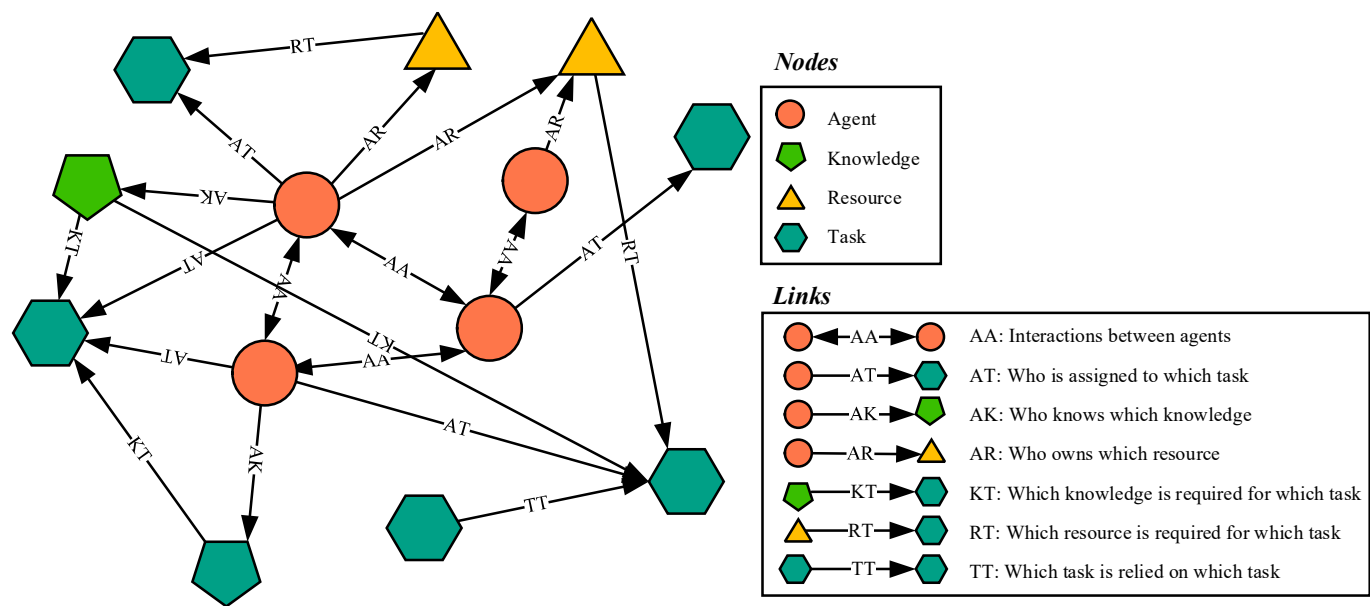 RT
AT
AR
AR
AR
AK
AT
KT
AA
AA
AA
AT
RT
KT
AT
AA
AT
KT
AK
TT
Nodes
Agent
Knowledge
Resource
Task
Links
AA AA: Interactions between agents
AT AT: Who is assigned to which task
AK AK: Who knows which knowledge
AR AR: Who owns which resource
KT KT: Which knowledge is required for which task
RT RT: Which resource is required for which task
TT TT: Which task is relied on which task